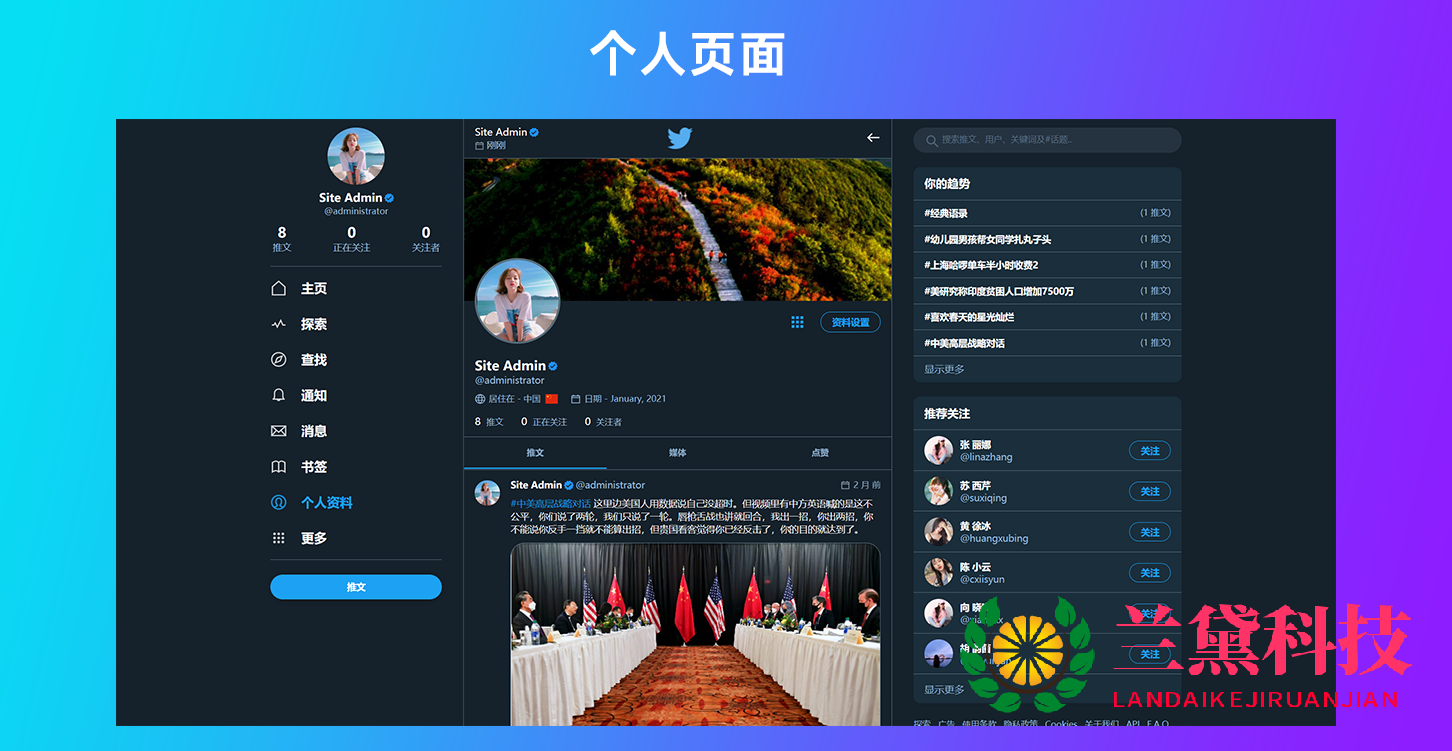 个人页面
Site Admin
@administrator
8
0
0
推文
正在关注
关注者
主页
探索
查找
通知
消息
书签
个人资料
更多
推文
Site Admin
刚刚
资料设置
Site Admin
@administrator
居住在 - 中国
日期 - January, 2021
8 推文 0 正在关注 0 关注者
推文
媒体
点赞
Site Admin @administrator
2 月 前
#中美高层战略对话 这里边美国人用数据说自己没超时。但视频里有中方英语喊的是这不
公平，你们说了两轮，我们只说了一轮。唇枪舌战也讲就回合，我出一招，你出两招，你
不能说你反手一挡就不能算出招，但贵国看客觉得你已经反击了，你的目的就达到了。
搜索推文、用户、关键词及#话题..
你的趋势
#经典语录 (1 推文)
#幼儿园男孩帮女同学扎丸子头 (1 推文)
#上海哈啰单车半小时收费2 (1 推文)
#美研究称印度贫困人口增加7500万 (1 推文)
#喜欢春天的星光灿烂 (1 推文)
#中美高层战略对话 (1 推文)
显示更多
推荐关注
张 丽娜
@linazhang
关注
苏 西芹
@suxiqing
关注
黄 徐冰
@huangxubing
关注
陈 小云
@cxiisyun
关注
向 晓
关注
关注
显示更多
探索 广告 使用条款 隐私政策 Cookies 关于我们 API F.A.Q
兰黛科技
LANDAIKEJIRUANJIAN